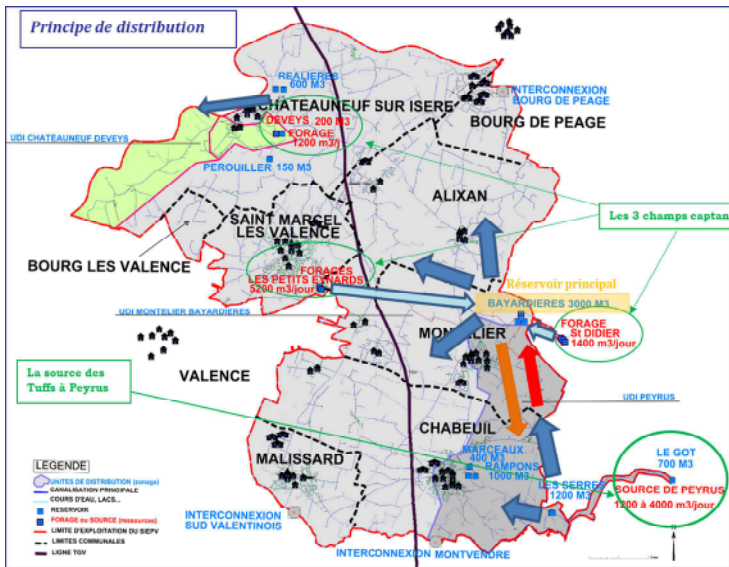 Principe de distribution
REALIERES
600 M3
CHATEAUNEUF SUR ISERE
INTERCONNEXION
BOURG DE PEAGE
DEVEYS 200 M3
FORAGE
1200 m3/j
BOURG DE PEAGE
UDI CHATEAUNEUF DEVEYS
PEROUILLER 150 M3
ALIXAN
SAINT MARCEL
LES VALENCE
Les 3 champs captant
BOURG LES VALENCE
FORAGES
LES PETITS EYNARDS
5200 m3/jour
Réservoir principal
BAYARDIERES 3000 M3
UDI MONTELIER BAYARDIERES
FORAGE
St DIDIER
1400 m3/jour
MONTELIER
La source des
Tuffs à Peyrus
VALENCE
UDI PEYRUS
CHABEUIL
MARCEAUX
400 M3
RAMPONS
1000 M3
MALISSARD
LE GOT
700 M3
LES SERRES
1200 M3
SOURCE DE PEYRUS
1200 à 4000 m3/jour
LEGENDE
UNITES DE DISTRIBUTION (zonage)
CANALISATION PRINCIPALE
COURS D'EAU, LACS...
RESERVOIR
FORAGE ou SOURCE (ressources)
LIMITE D'EXPLOITATION DU SIEPV
LIMITES COMMUNALES
LIGNE TGV
INTERCONNEXION
SUD VALENTINOIS
INTERCONNEXION MONTVENDRE